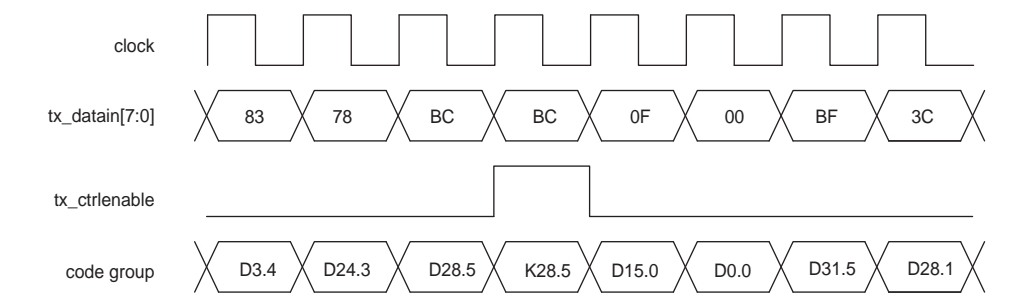 clock
tx_datain[7:0] 83 78 BC BC 0F 00 BF 3C
tx_ctrlenable
code group D3.4 D24.3 D28.5 K28.5 D15.0 D0.0 D31.5 D28.1